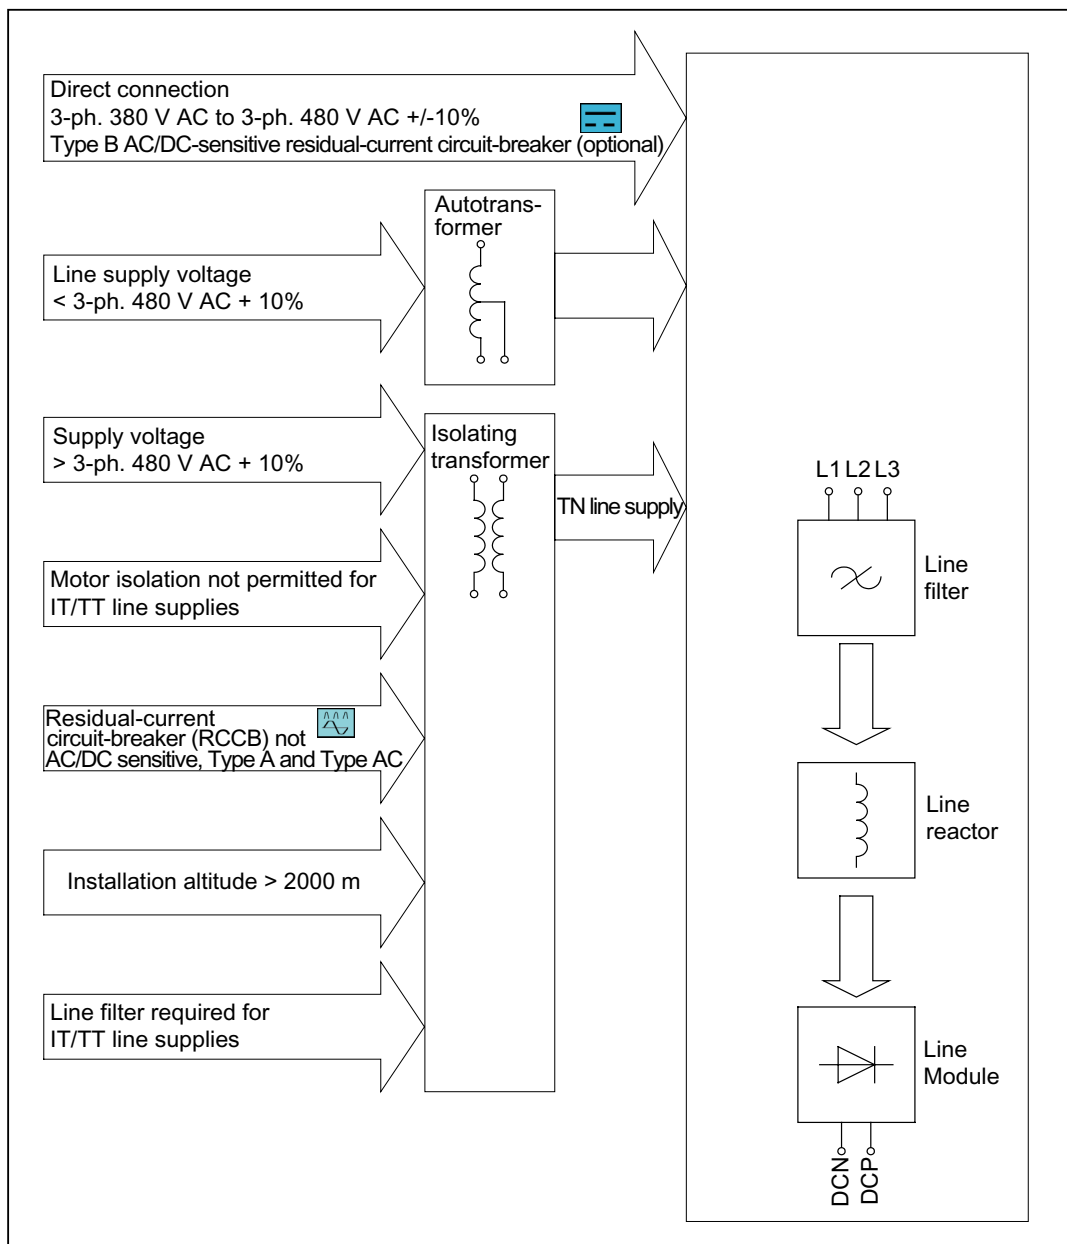 Direct connection
3-ph. 380 V AC to 3-ph. 480 V AC +/-10%
Type B AC/DC-sensitive residual-current circuit-breaker (optional)
Autotrans-
former
Line supply voltage
< 3-ph. 480 V AC + 10%
Supply voltage
> 3-ph. 480 V AC + 10%
Isolating
transformer
TN line supply
Motor isolation not permitted for
IT/TT line supplies
Residual-current
circuit-breaker (RCCB) not
AC/DC sensitive, Type A and Type AC
Installation altitude > 2000 m
Line filter required for
IT/TT line supplies
L1 L2 L3
Line
filter
Line
reactor
Line
Module
DCN
DCP